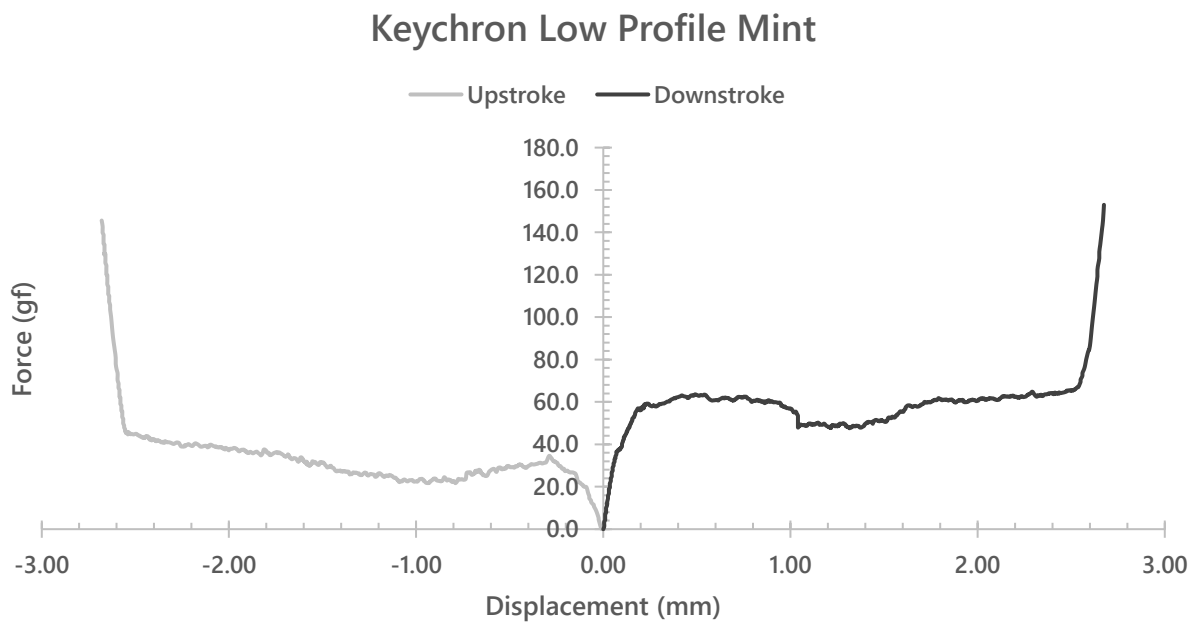 Keychron Low Profile Mint
Upstroke Downstroke
180.0
160.0
140.0
120.0
100.0
80.0
60.0
40.0
20.0
0.0
Force (gf)
-3.00 -2.00 -1.00 0.00 1.00 2.00 3.00
Displacement (mm)